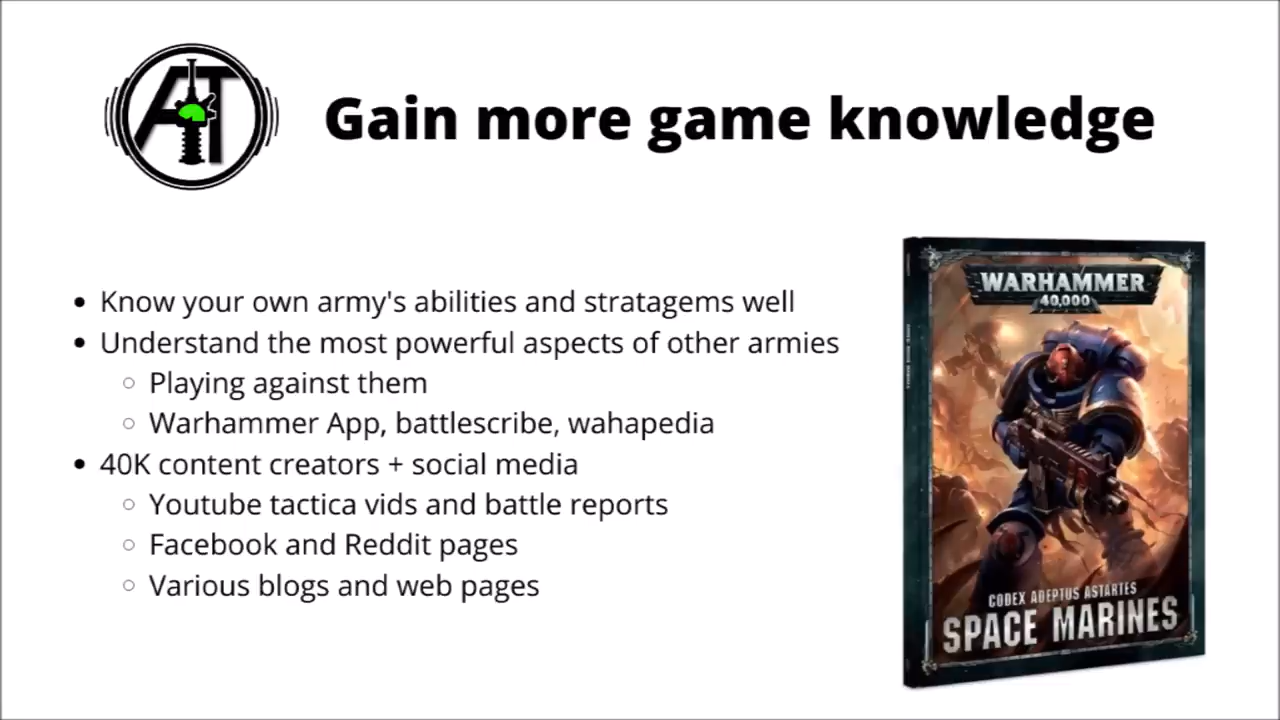 AT
Gain more game knowledge
Know your own army's abilities and stratagems well
Understand the most powerful aspects of other armies
Playing against them
Warhammer App, battlescribe, wahapedia
40K content creators + social media
Youtube tactica vids and battle reports
Facebook and Reddit pages
Various blogs and web pages
WARHAMMER
40,000
CODEX ADEPTUS ASTARTES
SPACE MARINES